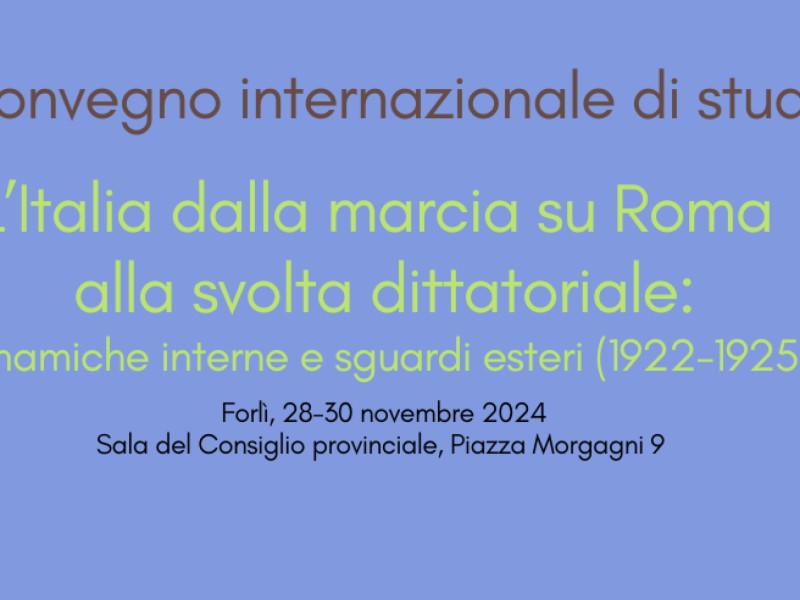 onvegno internazionale di stud
L'Italia dalla marcia su Roma
alla svolta dittatoriale:
namiche interne e sguardi esteri (1922-1925
Forlì, 28-30 novembre 2024
Sala del Consiglio provinciale, Piazza Morgagni 9